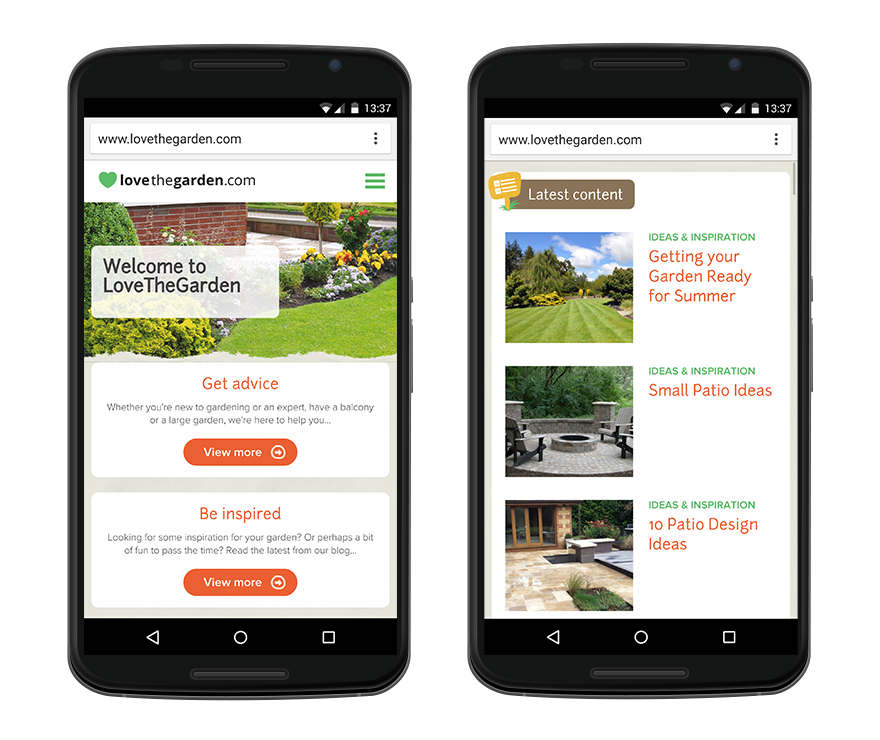 13:37
www.lovethegarden.com
lovethegarden.com
Welcome to
LoveTheGarden
Get advice
Whether you're new to gardening or an expert, have a balcony
or a large garden, we're here to help you...
View more
Be inspired
Looking for some inspiration for your garden? Or perhaps a bit
of fun to pass the time? Read the latest from our blog...
View more
13:37
www.lovethegarden.com
Latest content
IDEAS & INSPIRATION
Getting your
Garden Ready
for Summer
IDEAS & INSPIRATION
Small Patio Ideas
IDEAS & INSPIRATION
10 Patio Design
Ideas